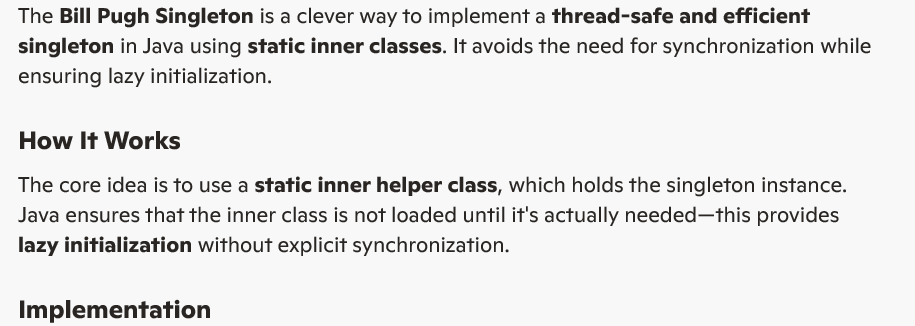 The Bill Pugh Singleton is a clever way to implement a thread-safe and efficient
singleton in Java using static inner classes. It avoids the need for synchronization while
ensuring lazy initialization.
How It Works
The core idea is to use a static inner helper class, which holds the singleton instance.
Java ensures that the inner class is not loaded until it's actually needed—this provides
lazy initialization without explicit synchronization.
Implementation